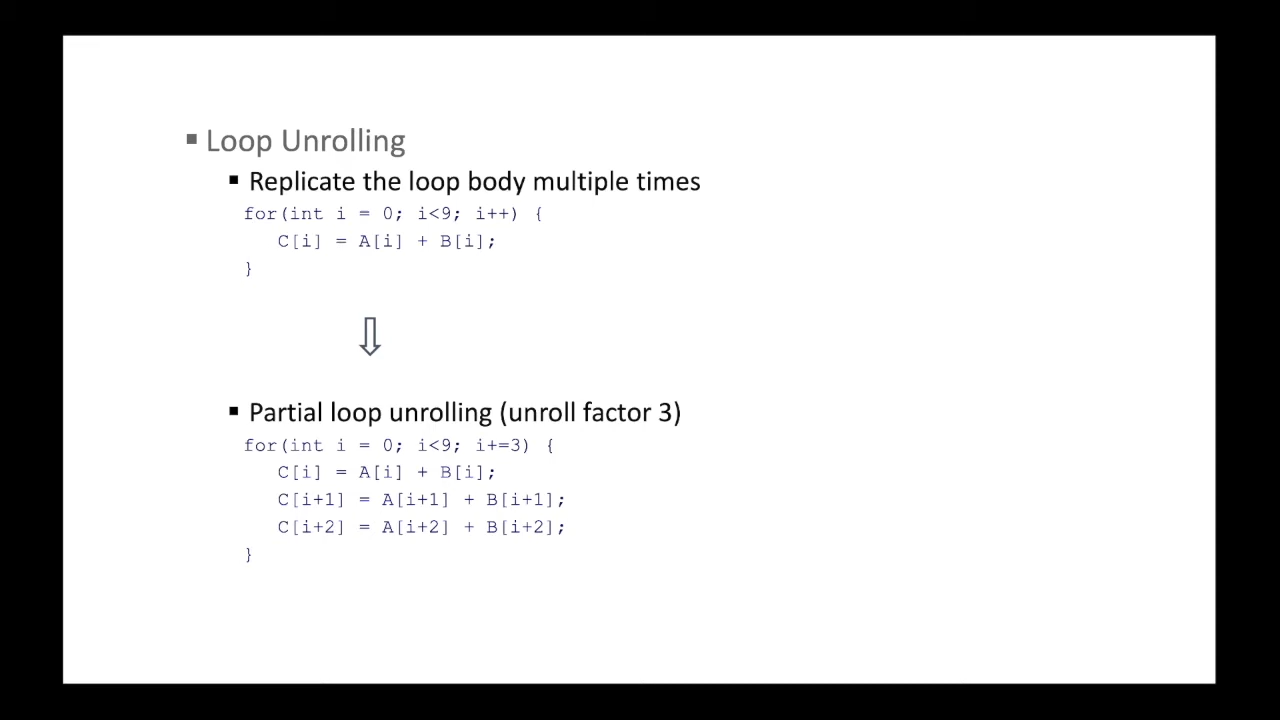 ▪ Loop Unrolling
▪ Replicate the loop body multiple times
for(int i = 0; i<9; i++) {
C[i] = A[i] + B[i];
}
▪ Partial loop unrolling (unroll factor 3)
for(int i = 0; i<9; i+=3) {
C[i] = A[i] + B[i];
C[i+1] = A[i+1] + B[i+1];
C[i+2] = A[i+2] + B[i+2];
}